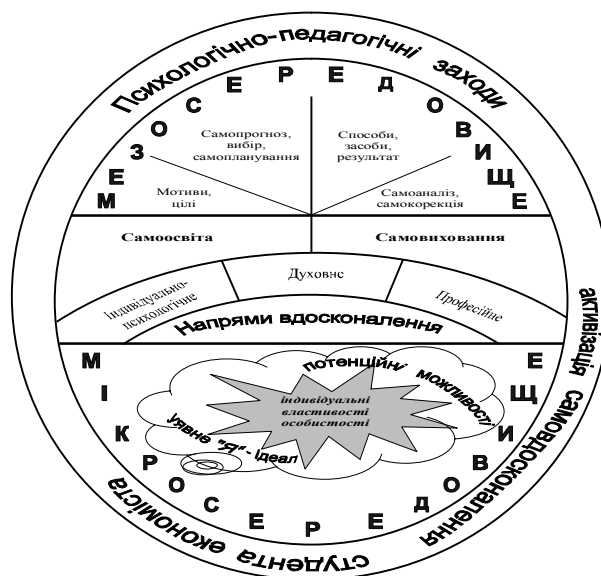 Психологічно-педагогічні заходи
МЕЗОСЕРЕДОВИЩЕ
Самопрогноз,
вибір,
самопланування
Способи,
засоби,
результат
Мотиви,
цілі
Самоаналіз,
самокорекція
Самоосвіта
Самовиховання
Індивідуально-
психологічне
Духовне
Професійне
Напрями вдосконалення
потенційні можливості
індивідуальні
властивості
особистості
уявне "Я"- ідеал
МІКРОСЕРЕДОВИЩЕ
активізація самовдосконалення
студента економіста